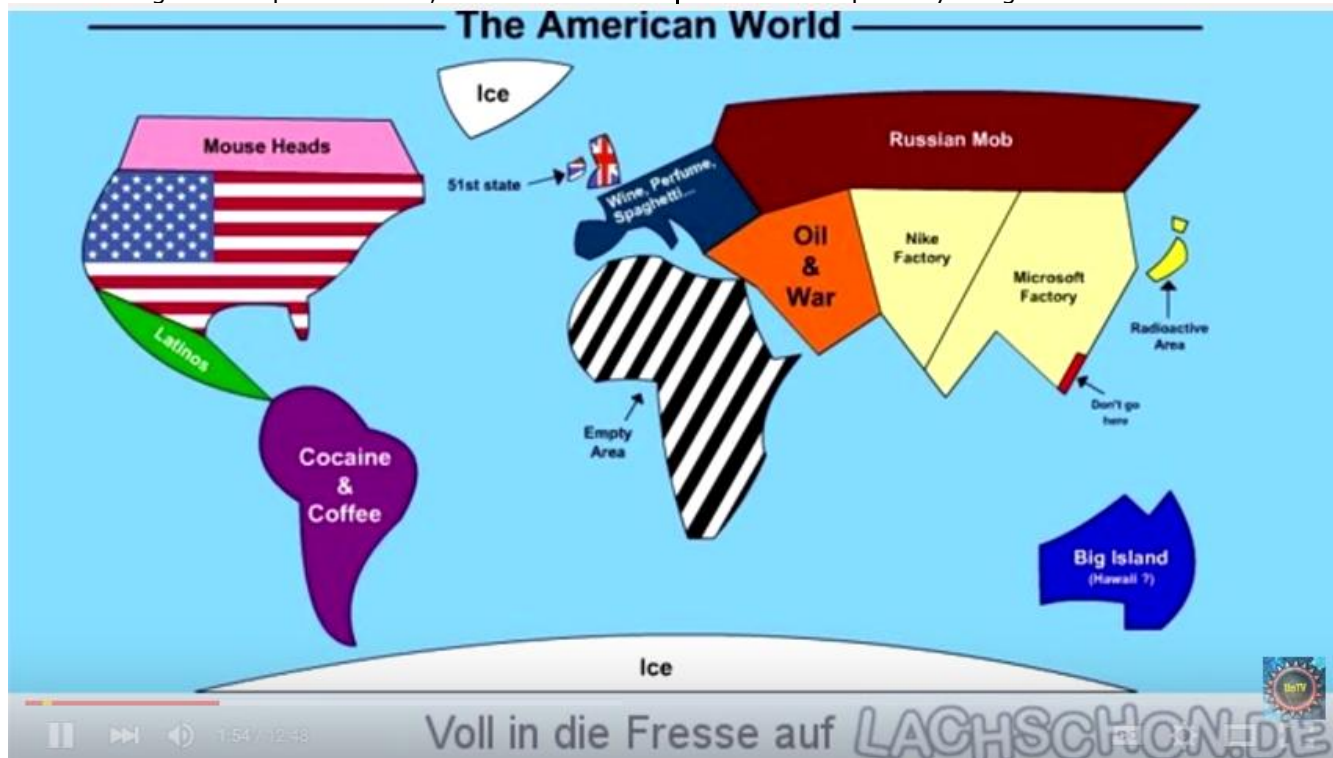 The American World
Ice
Mouse Heads
Russian Mob
51st state
Wine, Perfume,
Spaghetti...
Oil
&
War
Nike
Factory
Microsoft
Factory
Latinos
Radioactive
Area
Don't go
here
Empty
Area
Cocaine
&
Coffee
Big Island
(Hawaii ?)
Ice
1:54 / 12:48
Voll in die Fresse auf LACHSCHON.DE